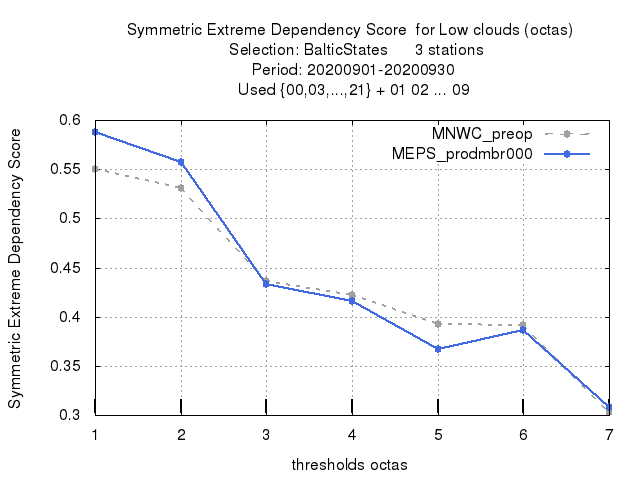 Symmetric Extreme Dependency Score  for Low clouds (octas)
Selection: BalticStates      3 stations
Period: 20200901-20200930
Used {00,03,...,21} + 01 02 ... 09
MNWC_preop
MEPS_prodmbr000
Symmetric Extreme Dependency Score
0.6
0.55
0.5
0.45
0.4
0.35
0.3
1 2 3 4 5 6 7
thresholds octas